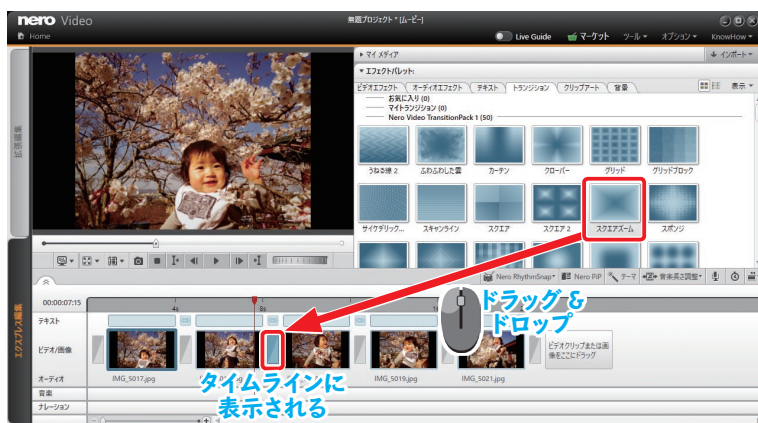 nero Video
無題プロジェクト * [ムービー]
Home
Live Guide
マーケット
ツール
オプション
KnowHow
マイ メディア
インポート
エフェクトパレット:
ビデオエフェクト
オーディオエフェクト
テキスト
トランジション
クリップアート
背景
表示
お気に入り (0)
マイトランジション (0)
Nero Video TransitionPack 1 (50)
うねる線 2
ふわふわした雲
カーテン
クローバー
グリッド
グリッドブロック
サイケデリック...
スキャンライン
スクエア
スクエア 2
スクエアズーム
スポンジ
拡張編集
Nero RhythmSnap
Nero PiP
テーマ
音楽長さ調整
エクスプレス編集
00:00:07:15
4s
8s
ドラッグ &
ドロップ
テキスト
ビデオ/画像
ビデオクリップまたは画
像をここにドラッグ
オーディオ
IMG_5017.jpg
IMG_5019.jpg
IMG_5021.jpg
タイムラインに
表示される
音楽
ナレーション